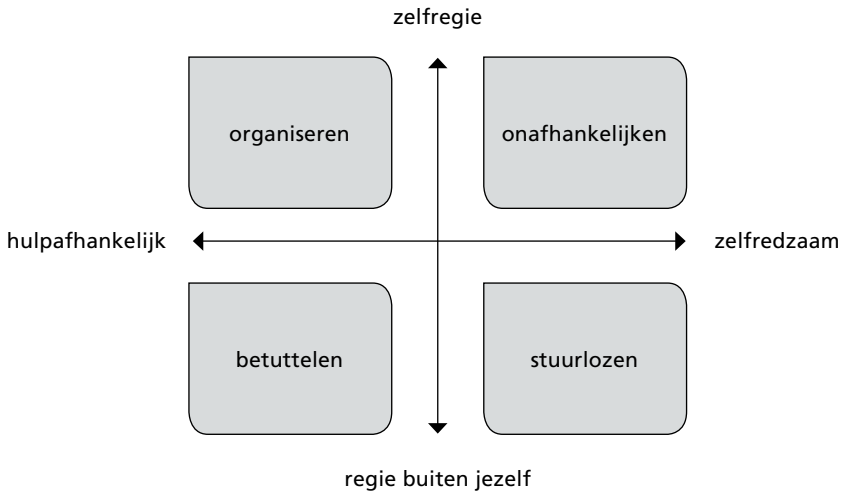 zelfregie
organiseren
onafhankelijken
hulpafhankelijk
zelfredzaam
betuttelen
stuurlozen
regie buiten jezelf